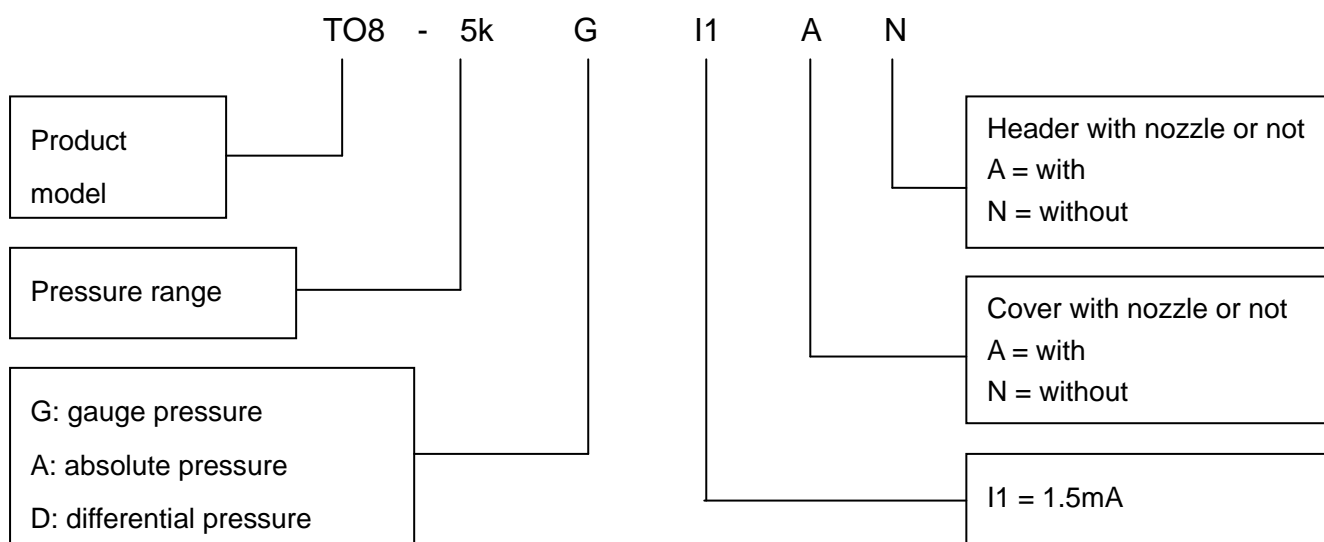 TO8 - 5k G I1 A N
Product
model
Pressure range
G: gauge pressure
A: absolute pressure
D: differential pressure
Header with nozzle or not
A = with
N = without
Cover with nozzle or not
A = with
N = without
I1 = 1.5mA